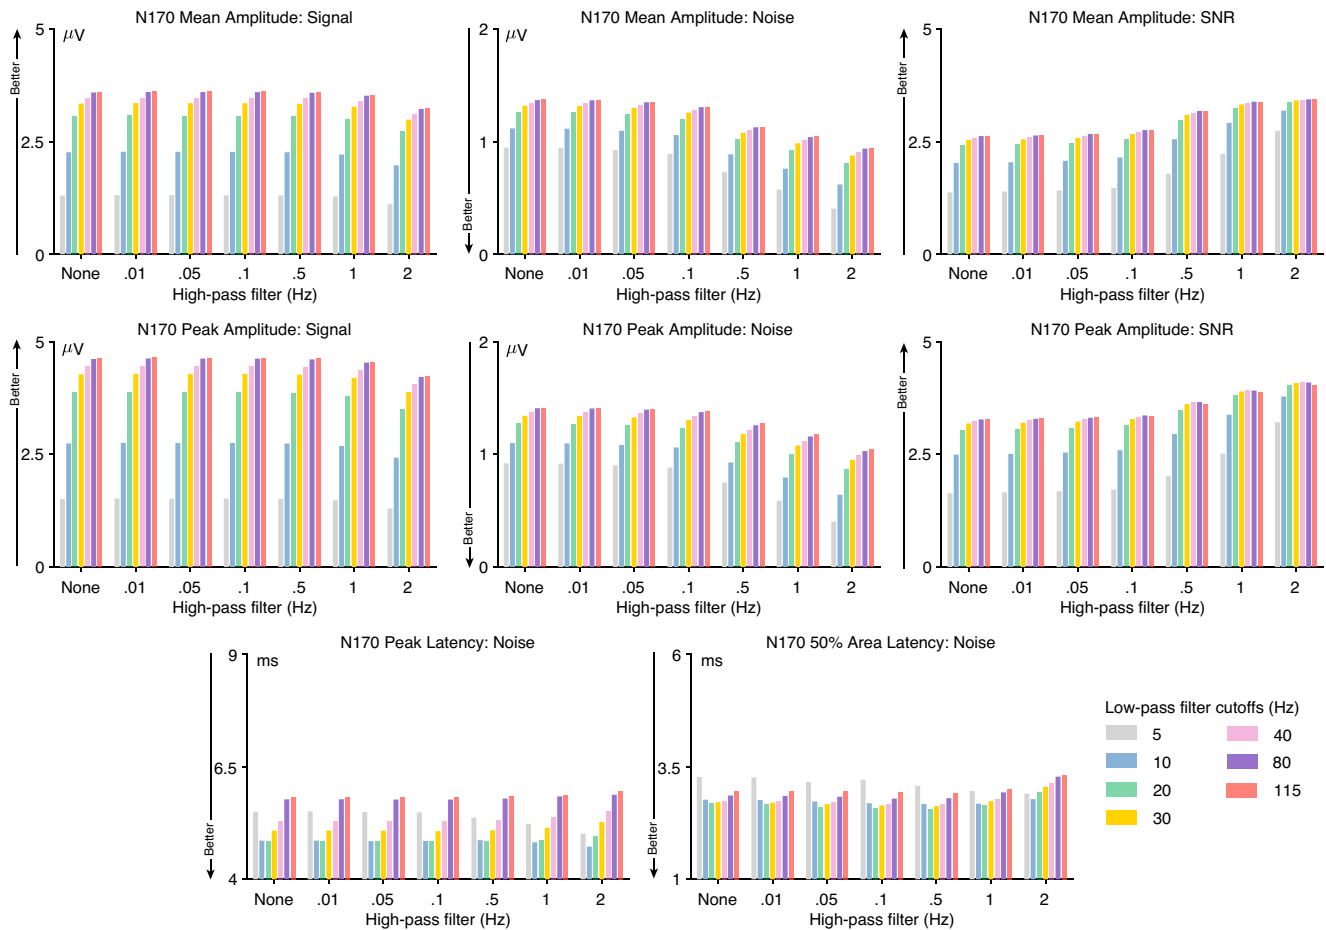 N170 Mean Amplitude: Signal
Better
μV
5
2.5
0
None .01 .05 .1 .5 1 2
High-pass filter (Hz)
N170 Mean Amplitude: Noise
Better
μV
2
1
0
None .01 .05 .1 .5 1 2
High-pass filter (Hz)
N170 Mean Amplitude: SNR
Better
5
2.5
0
None .01 .05 .1 .5 1 2
High-pass filter (Hz)
N170 Peak Amplitude: Signal
Better
μV
5
2.5
0
None .01 .05 .1 .5 1 2
High-pass filter (Hz)
N170 Peak Amplitude: Noise
Better
μV
2
1
0
None .01 .05 .1 .5 1 2
High-pass filter (Hz)
N170 Peak Amplitude: SNR
Better
5
2.5
0
None .01 .05 .1 .5 1 2
High-pass filter (Hz)
N170 Peak Latency: Noise
Better
ms
9
6.5
4
None .01 .05 .1 .5 1 2
High-pass filter (Hz)
N170 50% Area Latency: Noise
Better
ms
6
3.5
1
None .01 .05 .1 .5 1 2
High-pass filter (Hz)
Low-pass filter cutoffs (Hz)
5
10
20
30
40
80
115